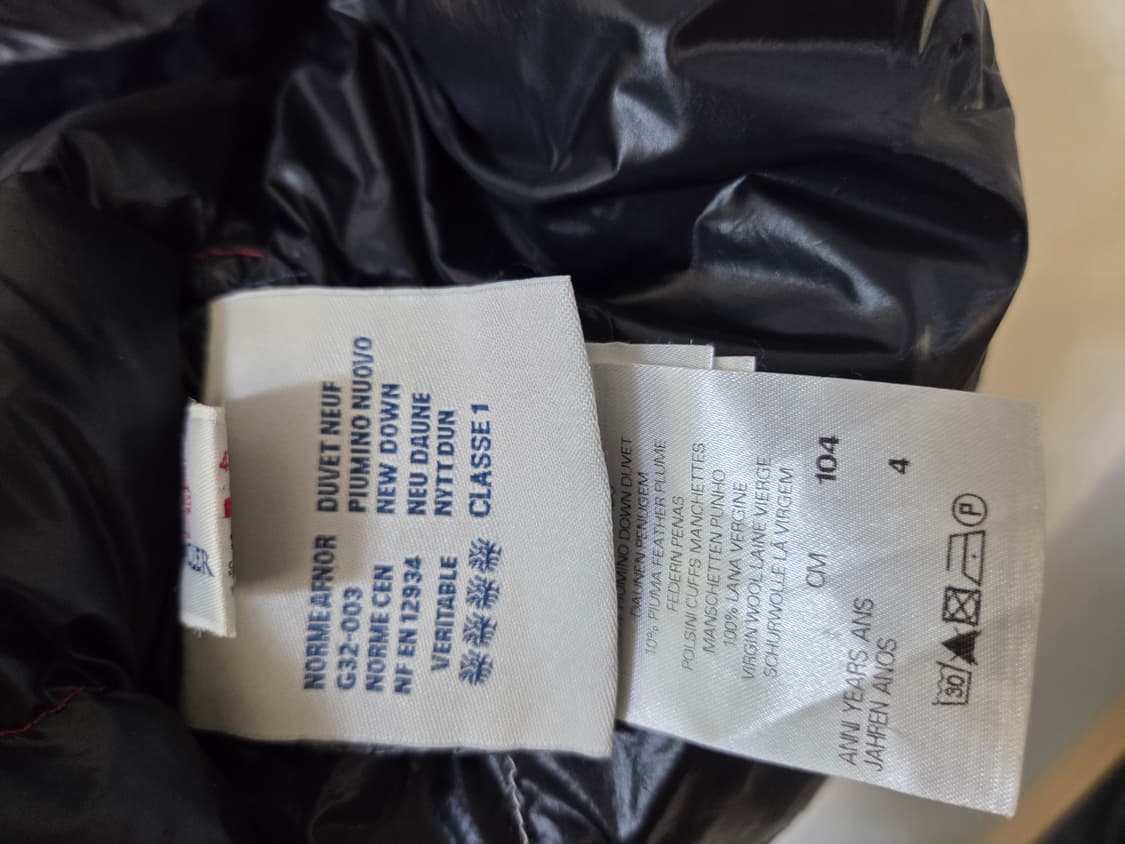 NORME AFNOR DUVET NEUF
G32-003 PIUMINO NUOVO
NORME CEN NEW DOWN
NF EN 12934 NEU DAUNE
VERITABLE NYTT DUN
CLASSE 1
PIUMINO DOWN DUVET
DAUNEN PENUGEM
10% PIUMA FEATHER PLUME
FEDERN PENAS
POLSINI CUFFS MANCHETTES
MANSCHETTEN PUNHO
100% LANA VERGINE
VIRGIN WOOL LAINE VIERGE
SCHURWOLLE LÀ VIRGEM
CM 104
ANNI YEARS ANS
JAHREN ANOS 4
30 P